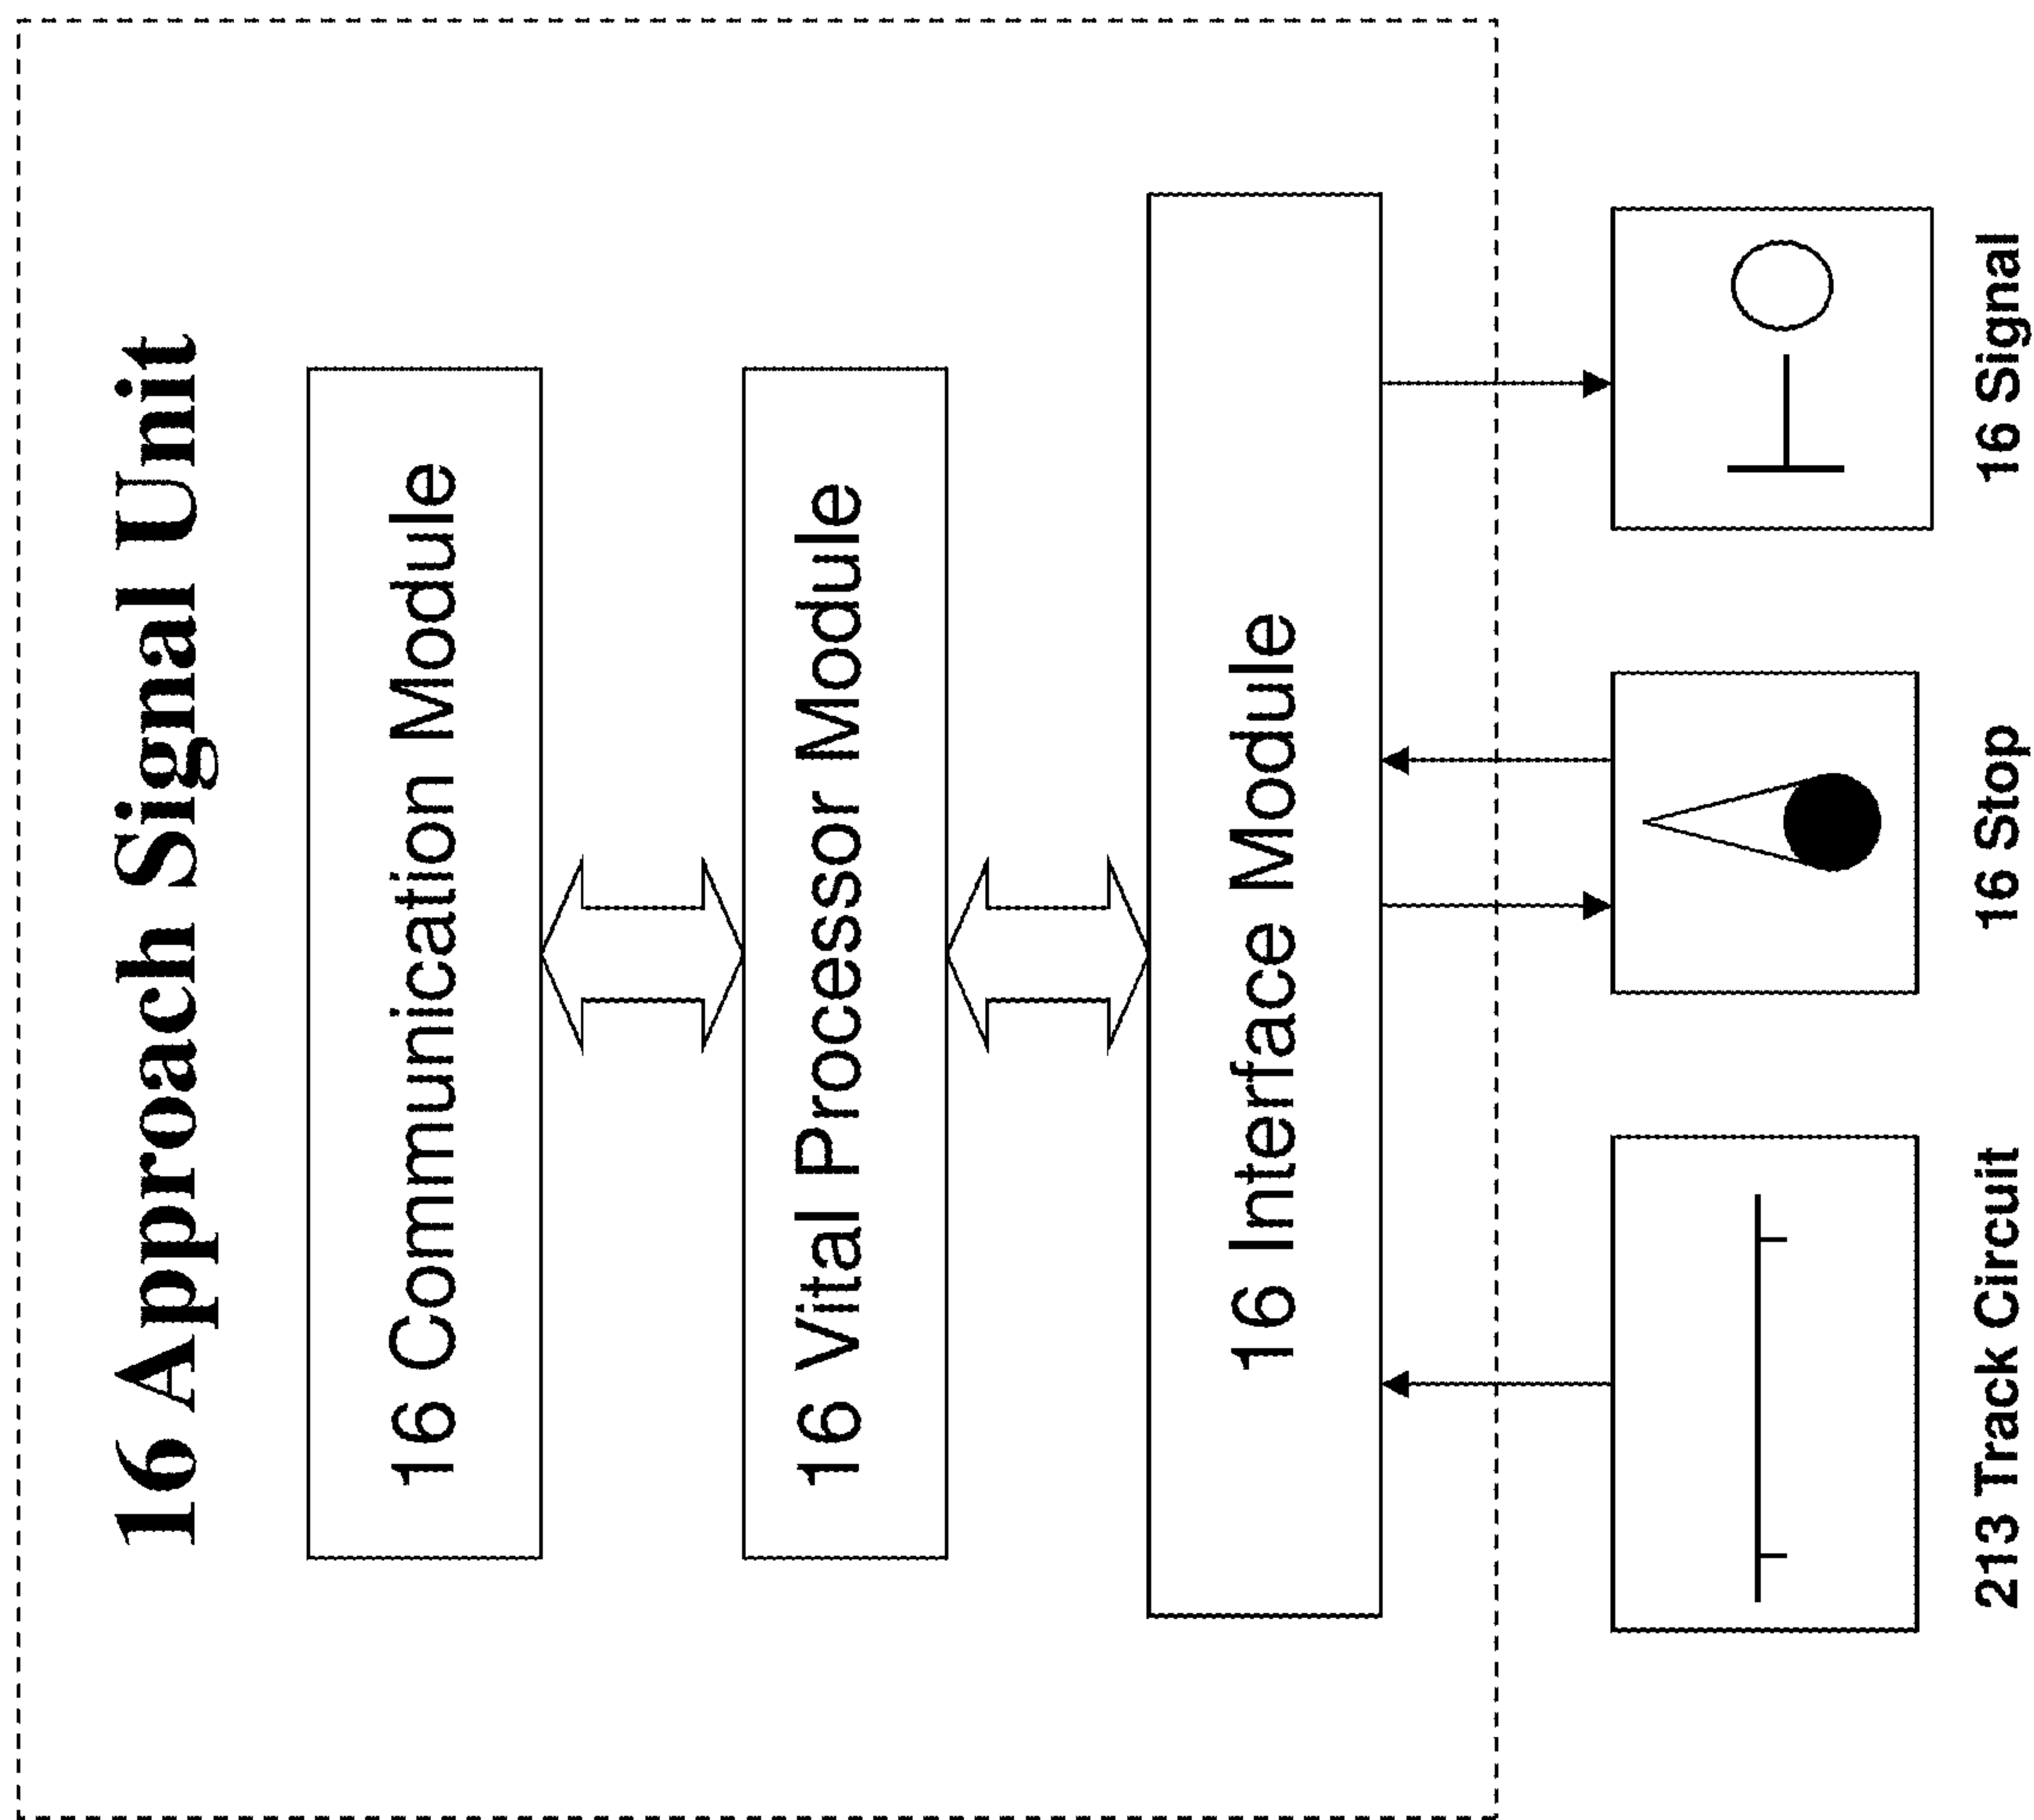 16 Approach Signal Unit
16 Communication Module
16 Vital Processor Module
16 Interface Module
213 Track Circuit
16 Stop
16 Signal